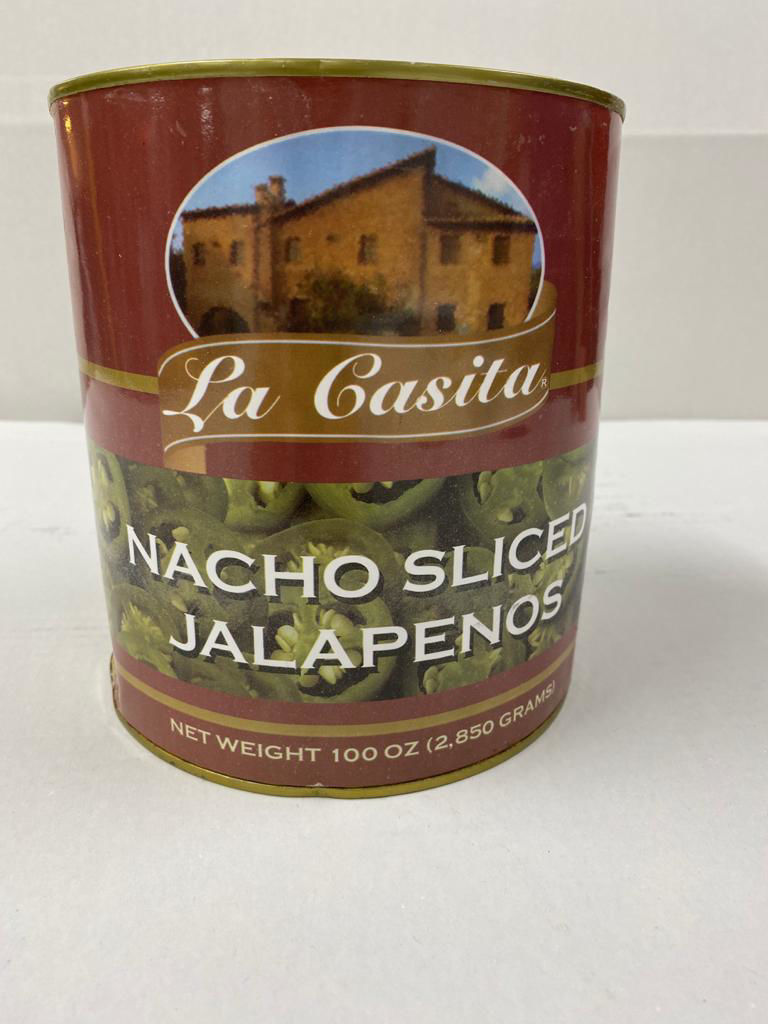 La Casita®
NACHO SLICED
JALAPENOS
NET WEIGHT 100 OZ (2,850 GRAMS)